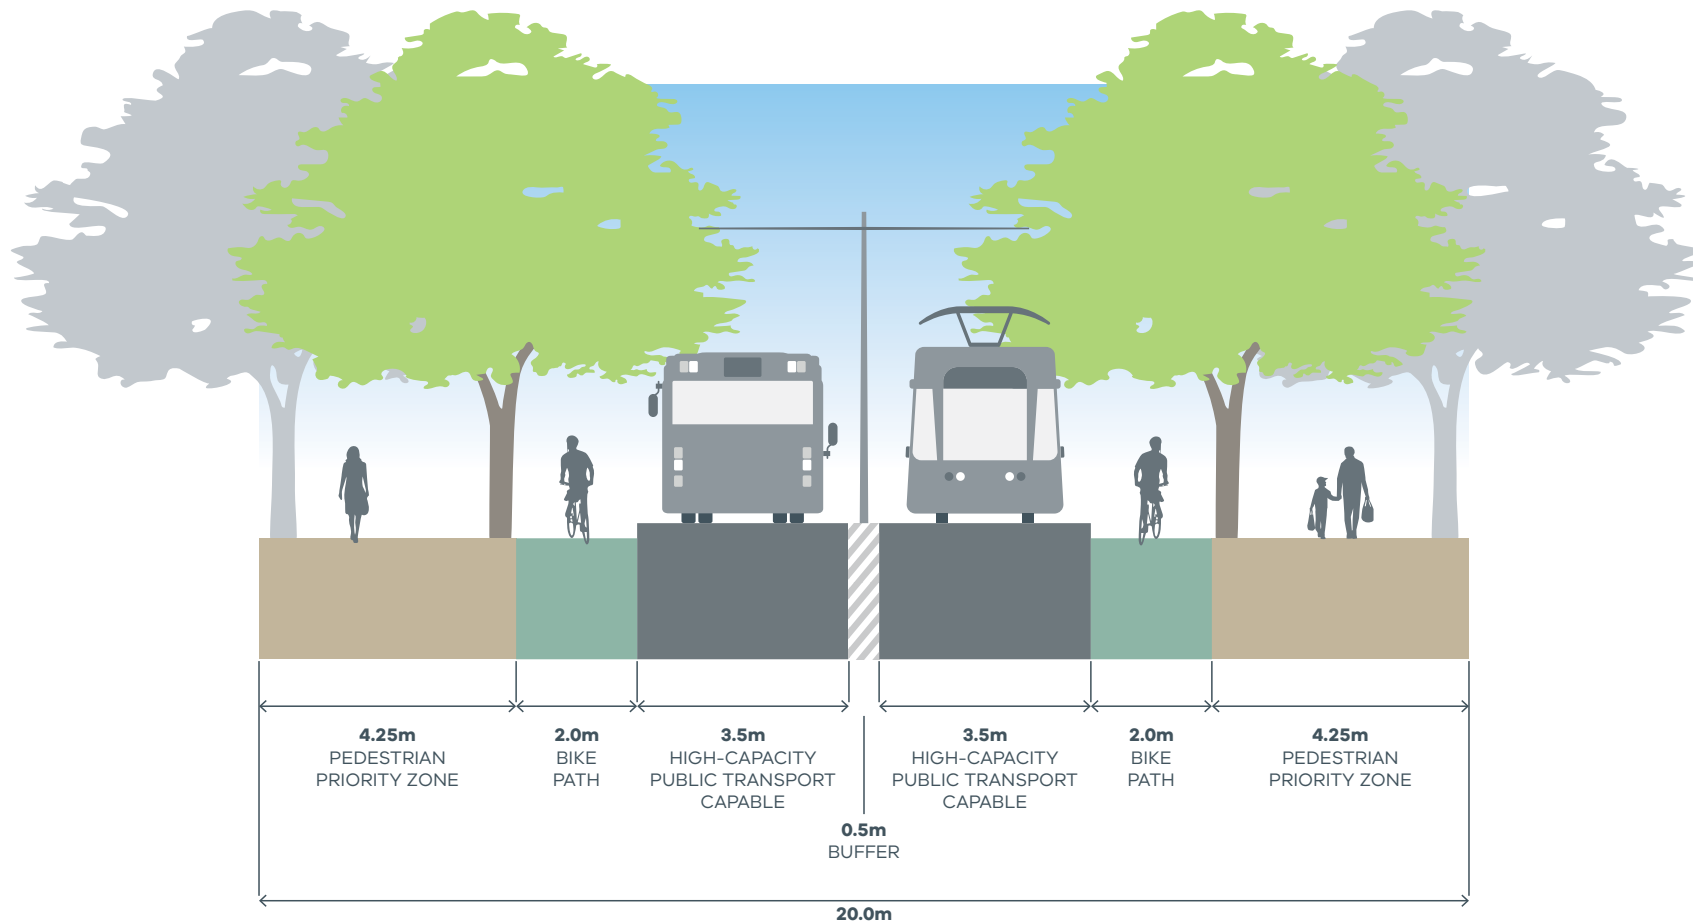 4.25m
PEDESTRIAN
PRIORITY ZONE
2.0m
BIKE
PATH
3.5m
HIGH-CAPACITY
PUBLIC TRANSPORT
CAPABLE
0.5m
BUFFER
3.5m
HIGH-CAPACITY
PUBLIC TRANSPORT
CAPABLE
2.0m
BIKE
PATH
4.25m
PEDESTRIAN
PRIORITY ZONE
20.0m